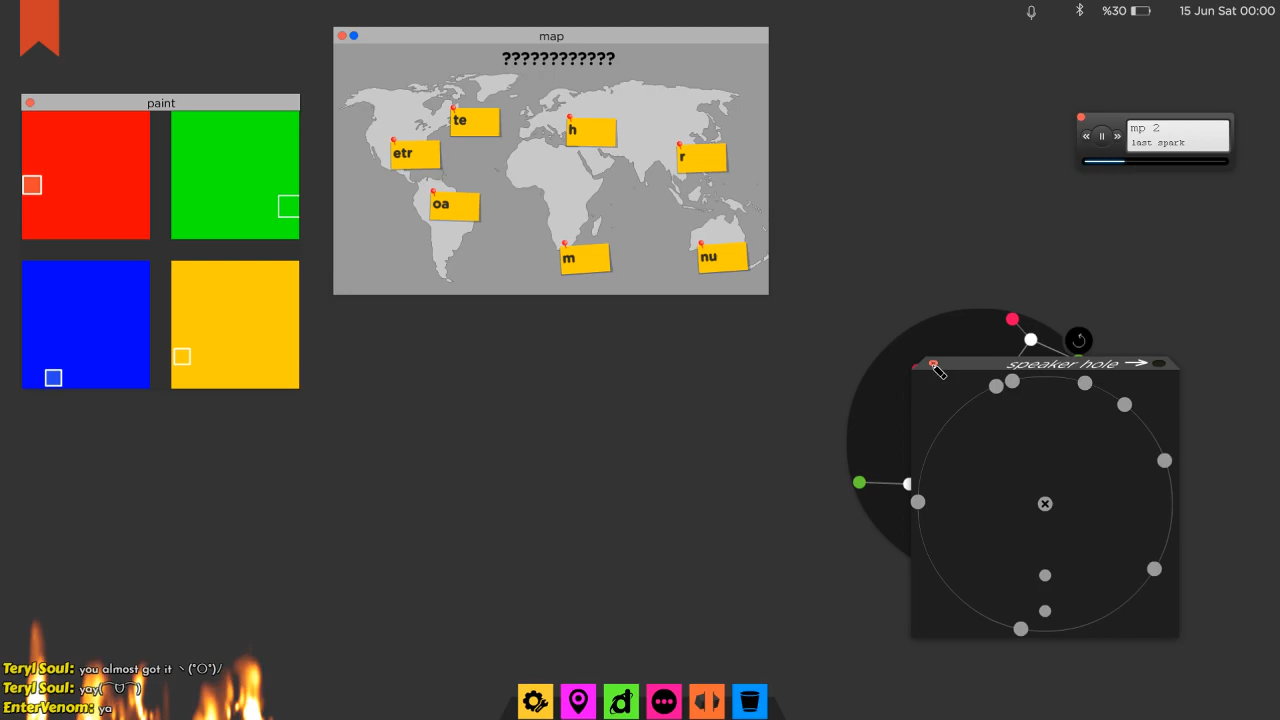 %30 15 Jun Sat 00:00
map
????????????
paint
te
h
etr
r
oa
m
nu
mp 2
last spark
speaker hole
Teryl Soul: you almost got it ヽ(°〇°)ﾉ
Teryl Soul: yay(⌒▽⌒)
EnterVenom: ya
d